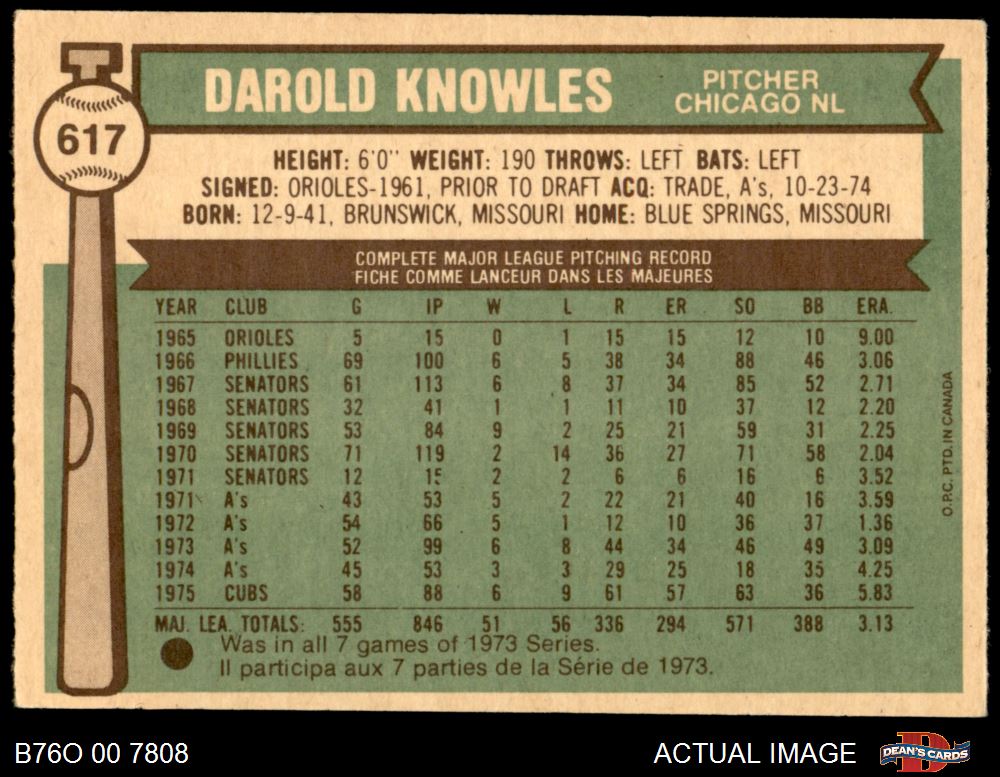 DAROLD KNOWLES
PITCHER
CHICAGO NL
617
HEIGHT: 6'0" WEIGHT: 190 THROWS: LEFT BATS: LEFT
SIGNED: ORIOLES-1961, PRIOR TO DRAFT ACQ: TRADE, A's, 10-23-74
BORN: 12-9-41, BRUNSWICK, MISSOURI HOME: BLUE SPRINGS, MISSOURI
COMPLETE MAJOR LEAGUE PITCHING RECORD
FICHE COMME LANCEUR DANS LES MAJEURES
YEAR CLUB G IP W L R ER SO BB ERA.
1965 ORIOLES 5 15 0 1 15 15 12 10 9.00
1966 PHILLIES 69 100 6 5 38 34 88 46 3.06
1967 SENATORS 61 113 6 8 37 34 85 52 2.71
1968 SENATORS 32 41 1 1 11 10 37 12 2.20
1969 SENATORS 53 84 9 2 25 21 59 31 2.25
1970 SENATORS 71 119 2 14 36 27 71 58 2.04
1971 SENATORS 12 15 2 2 6 6 16 6 3.52
1971 A's 43 53 5 2 22 21 40 16 3.59
1972 A's 54 66 5 1 12 10 36 37 1.36
1973 A's 52 99 6 8 44 34 46 49 3.09
1974 A's 45 53 3 3 29 25 18 35 4.25
1975 CUBS 58 88 6 9 61 57 63 36 5.83
MAJ. LEA. TOTALS: 555 846 51 56 336 294 571 388 3.13
Was in all 7 games of 1973 Series.
Il participa aux 7 parties de la Série de 1973.
O.P.C. PTD. IN CANADA
B76O 00 7808
ACTUAL IMAGE
DEAN'S CARDS